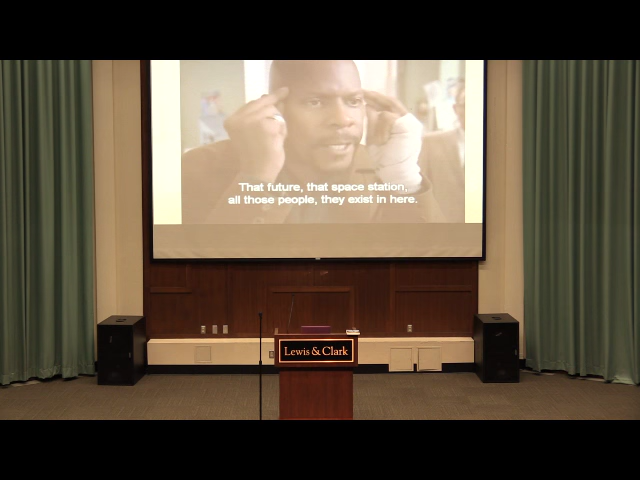 That future, that space station,
all those people, they exist in here.
Lewis & Clark